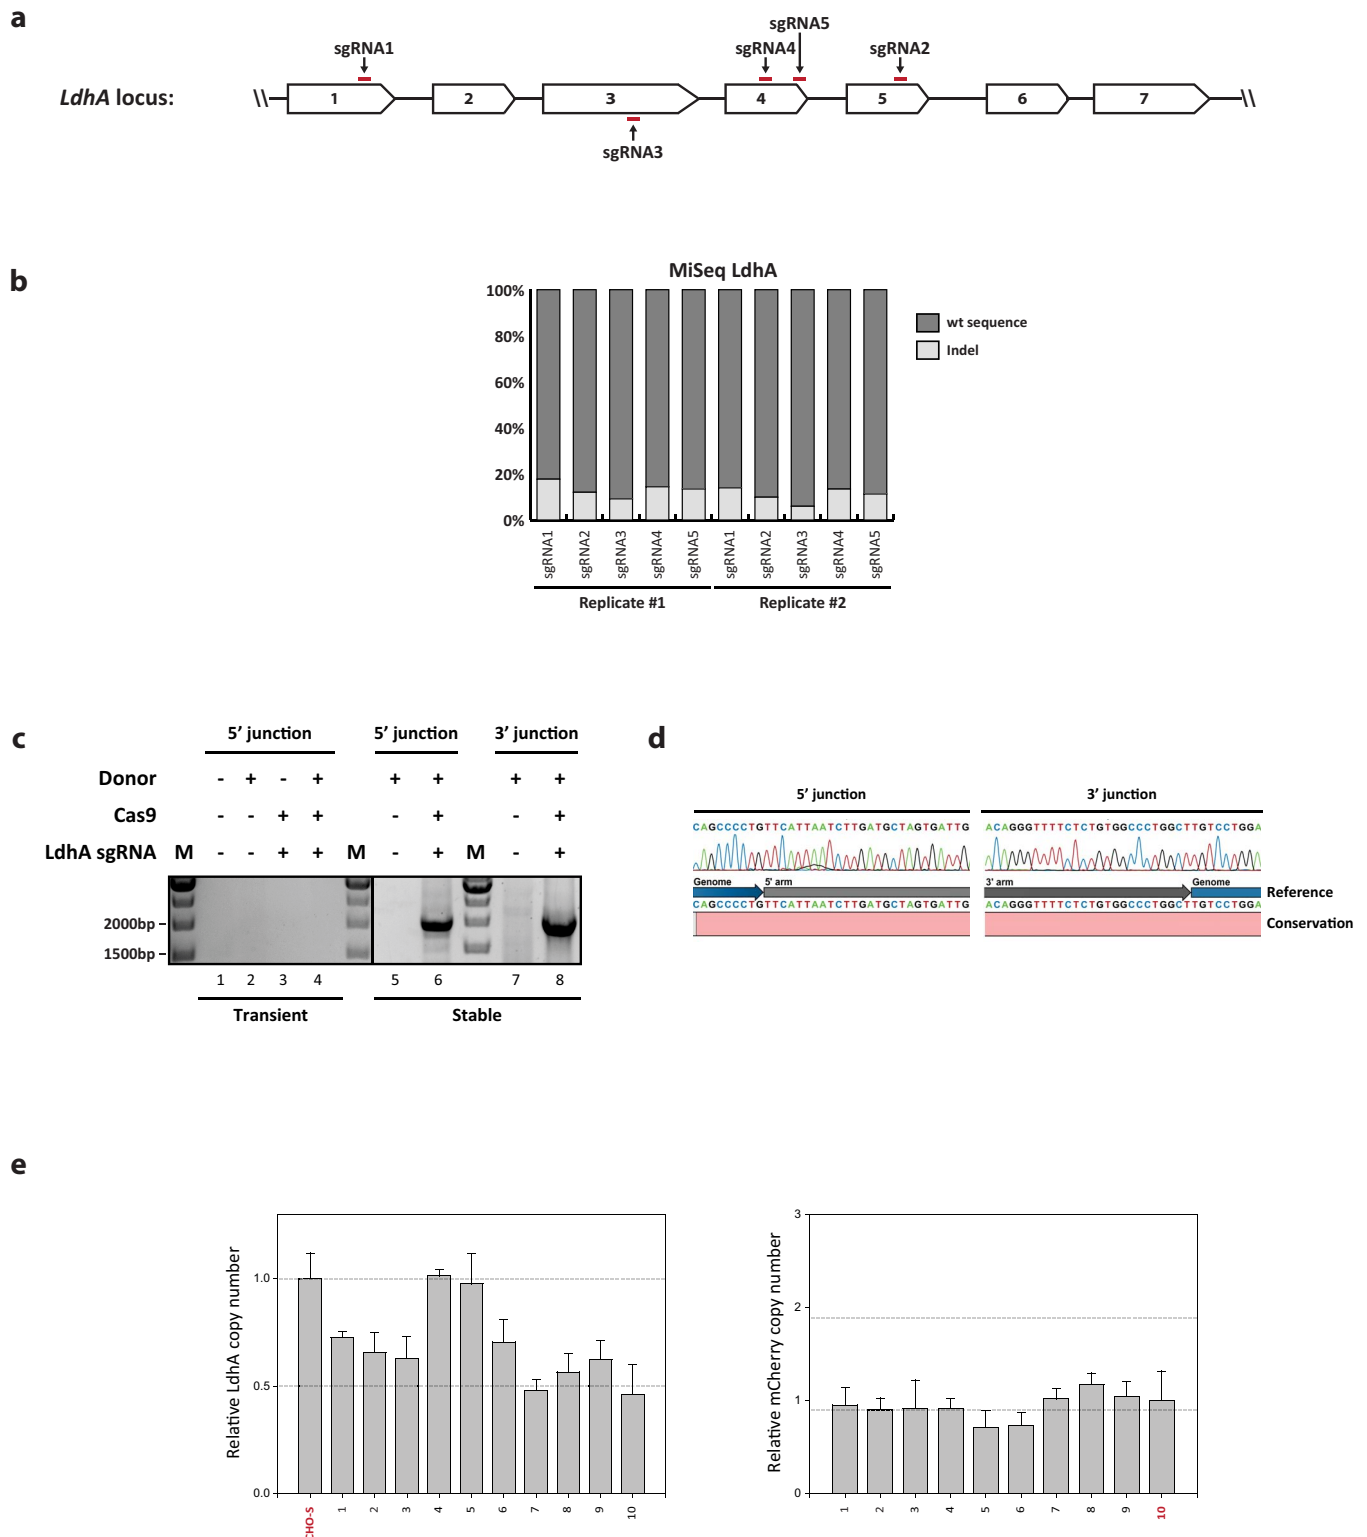 a
sgRNA5
sgRNA1
sgRNA4
sgRNA2
LdhA locus:
1 2 3 4 5 6 7
sgRNA3
b
MiSeq LdhA
100%
80%
60%
40%
20%
0%
wt sequence
Indel
sgRNA1 sgRNA2 sgRNA3 sgRNA4 sgRNA5 sgRNA1 sgRNA2 sgRNA3 sgRNA4 sgRNA5
Replicate #1 Replicate #2
c
5’ junction 5’ junction 3’ junction
Donor - + - + + + + +
Cas9 - - + + - + - +
LdhA sgRNA M - - + + M - + M - +
2000bp
1500bp
1 2 3 4 5 6 7 8
Transient Stable
d
5’ junction 3’ junction
CAGCCCCTGTTCATTAATCTTGATGCTAGTGATTG ACAGGGTTTTCTCTGTGGCCCTGGCTTGTCCTGGA
Genome 5' arm 3' arm Genome
Reference
CAGCCCCTGTTCATTAATCTTGATGCTAGTGATTG ACAGGGTTTTCTCTGTGGCCCTGGCTTGTCCTGGA
Conservation
e
Relative LdhA copy number
1.0
0.5
0.0
CHO-S 1 2 3 4 5 6 7 8 9 10
Relative mCherry copy number
3
2
1
0
1 2 3 4 5 6 7 8 9 10